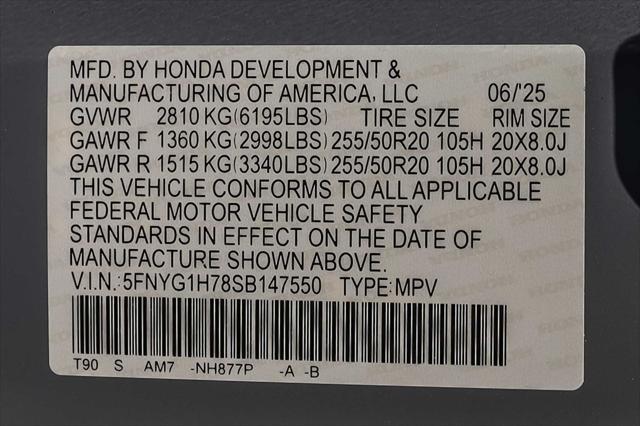 MFD. BY HONDA DEVELOPMENT &
MANUFACTURING OF AMERICA, LLC 06/'25
GVWR 2810 KG(6195LBS) TIRE SIZE RIM SIZE
GAWR F 1360 KG(2998LBS) 255/50R20 105H 20X8.0J
GAWR R 1515 KG(3340LBS) 255/50R20 105H 20X8.0J
THIS VEHICLE CONFORMS TO ALL APPLICABLE
FEDERAL MOTOR VEHICLE SAFETY
STANDARDS IN EFFECT ON THE DATE OF
MANUFACTURE SHOWN ABOVE.
V.I.N.:5FNYG1H78SB147550 TYPE:MPV
T90 S AM7 -NH877P -A -B